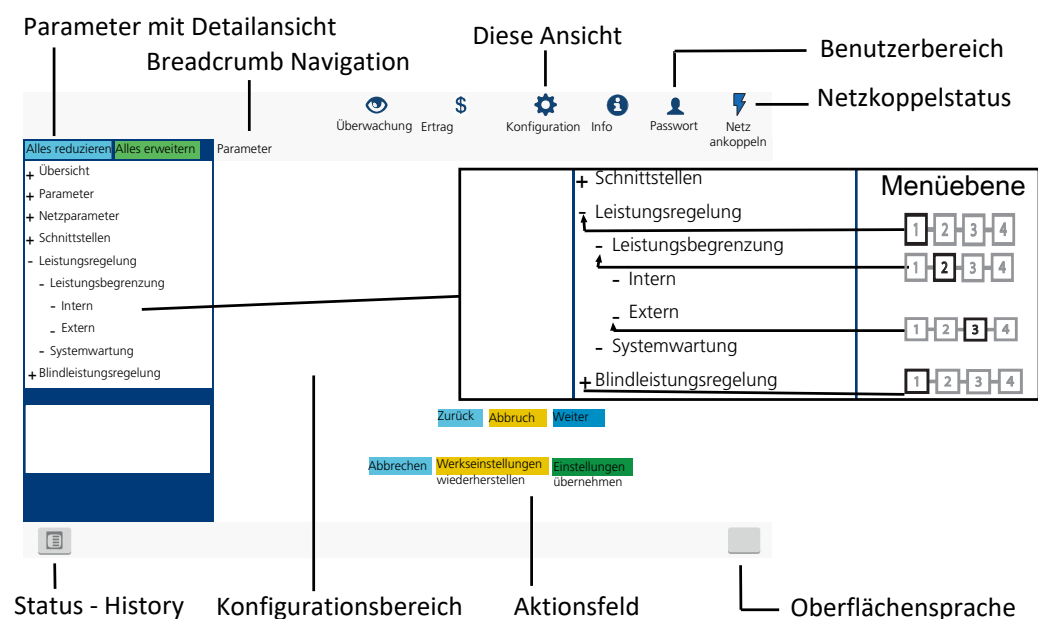 Parameter mit Detailansicht
Diese Ansicht
Benutzerbereich
Breadcrumb Navigation
Netzkoppelstatus
$
Überwachung
Ertrag
Konfiguration
Info
Passwort
Netz
ankoppeln
Alles reduzieren
Alles erweitern
Parameter
+ Übersicht
+ Parameter
+ Netzparameter
+ Schnittstellen
- Leistungsregelung
- Leistungsbegrenzung
- Intern
- Extern
- Systemwartung
+ Blindleistungsregelung
+ Schnittstellen
- Leistungsregelung
- Leistungsbegrenzung
- Intern
- Extern
- Systemwartung
+ Blindleistungsregelung
Menüebene
1 2 3 4
1 2 3 4
1 2 3 4
1 2 3 4
Zurück
Abbruch
Weiter
Abbrechen
Werkseinstellungen
wiederherstellen
Einstellungen
übernehmen
Status - History
Konfigurationsbereich
Aktionsfeld
Oberflächensprache